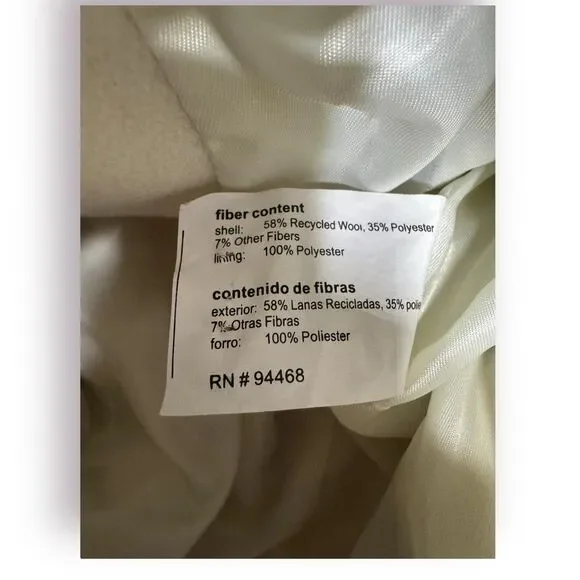 fiber content
shell: 58% Recycled Wool, 35% Polyester
7% Other Fibers
lining: 100% Polyester
contenido de fibras
exterior: 58% Lanas Recicladas, 35% polie
7% Otras Fibras
forro: 100% Poliester
RN # 94468